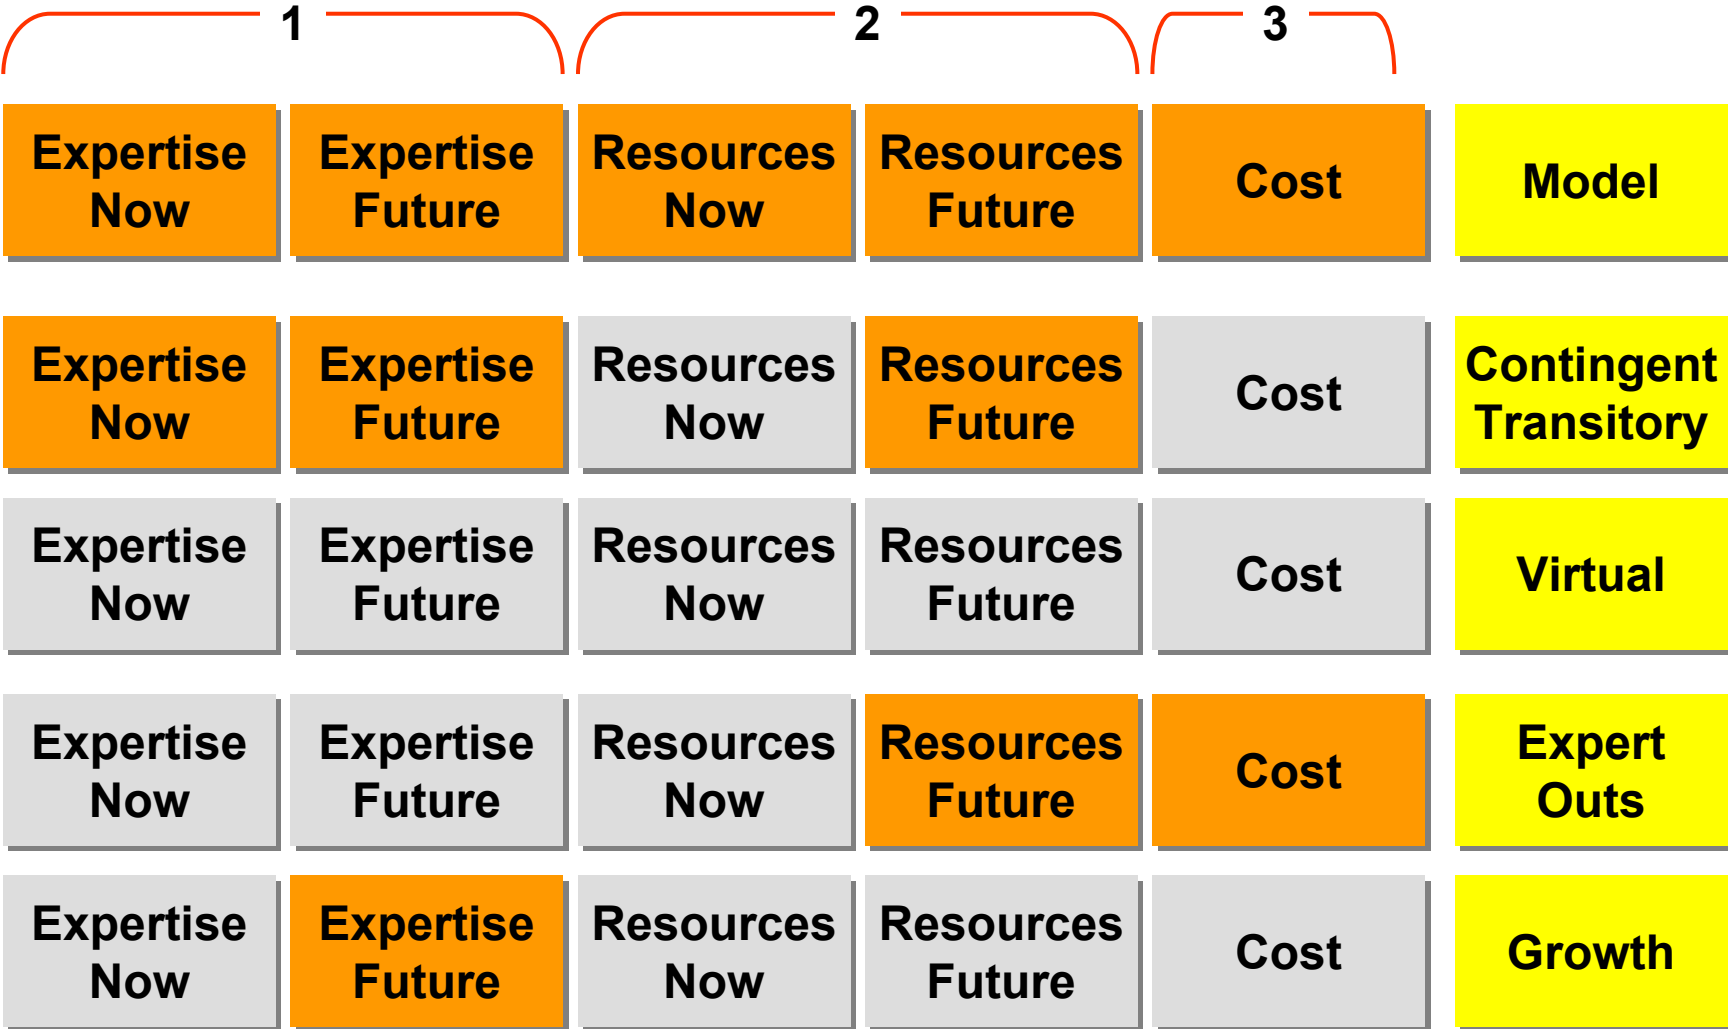 1 2 3
Expertise Expertise Resources Resources Cost Model
Now Future Now Future
Expertise Expertise Resources Resources Cost Contingent
Now Future Now Future Transitory
Expertise Expertise Resources Resources Cost Virtual
Now Future Now Future
Expertise Expertise Resources Resources Cost Expert
Now Future Now Future Outs
Expertise Expertise Resources Resources Cost Growth
Now Future Now Future